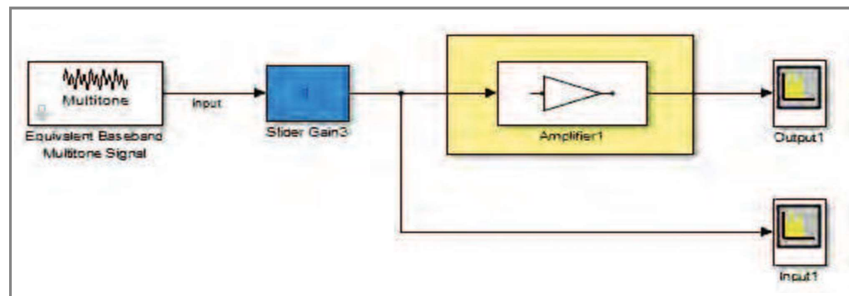 Multitone
Equivalent Baseband
Multitone Signal
Input
Slider Gain3
Amplifier1
Output1
Input1